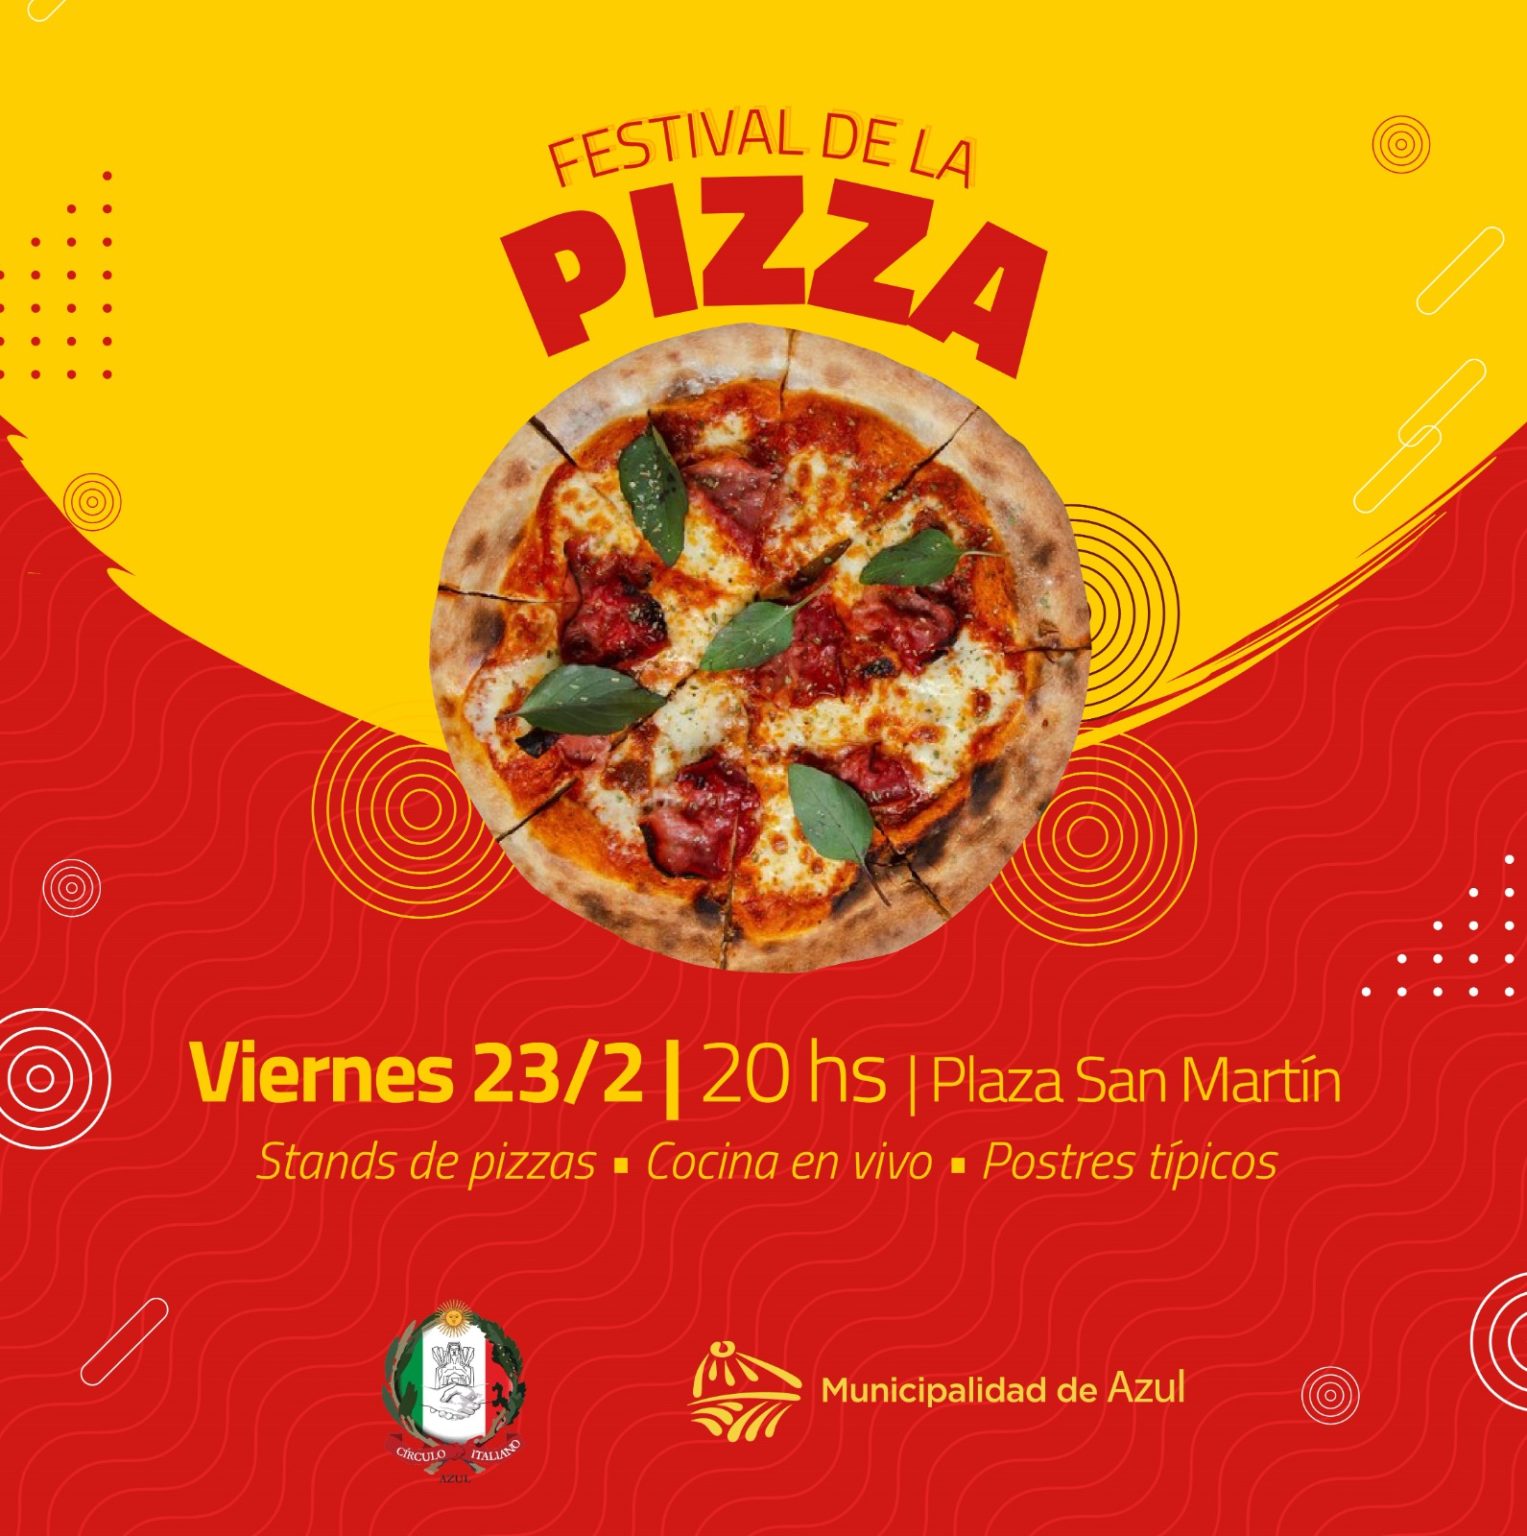 FESTIVAL DE LA
PIZZA
Viernes 23/2 | 20 hs | Plaza San Martín
Stands de pizzas ▪ Cocina en vivo ▪ Postres típicos
CÍRCULO ITALIANO
AZUL
Municipalidad de Azul